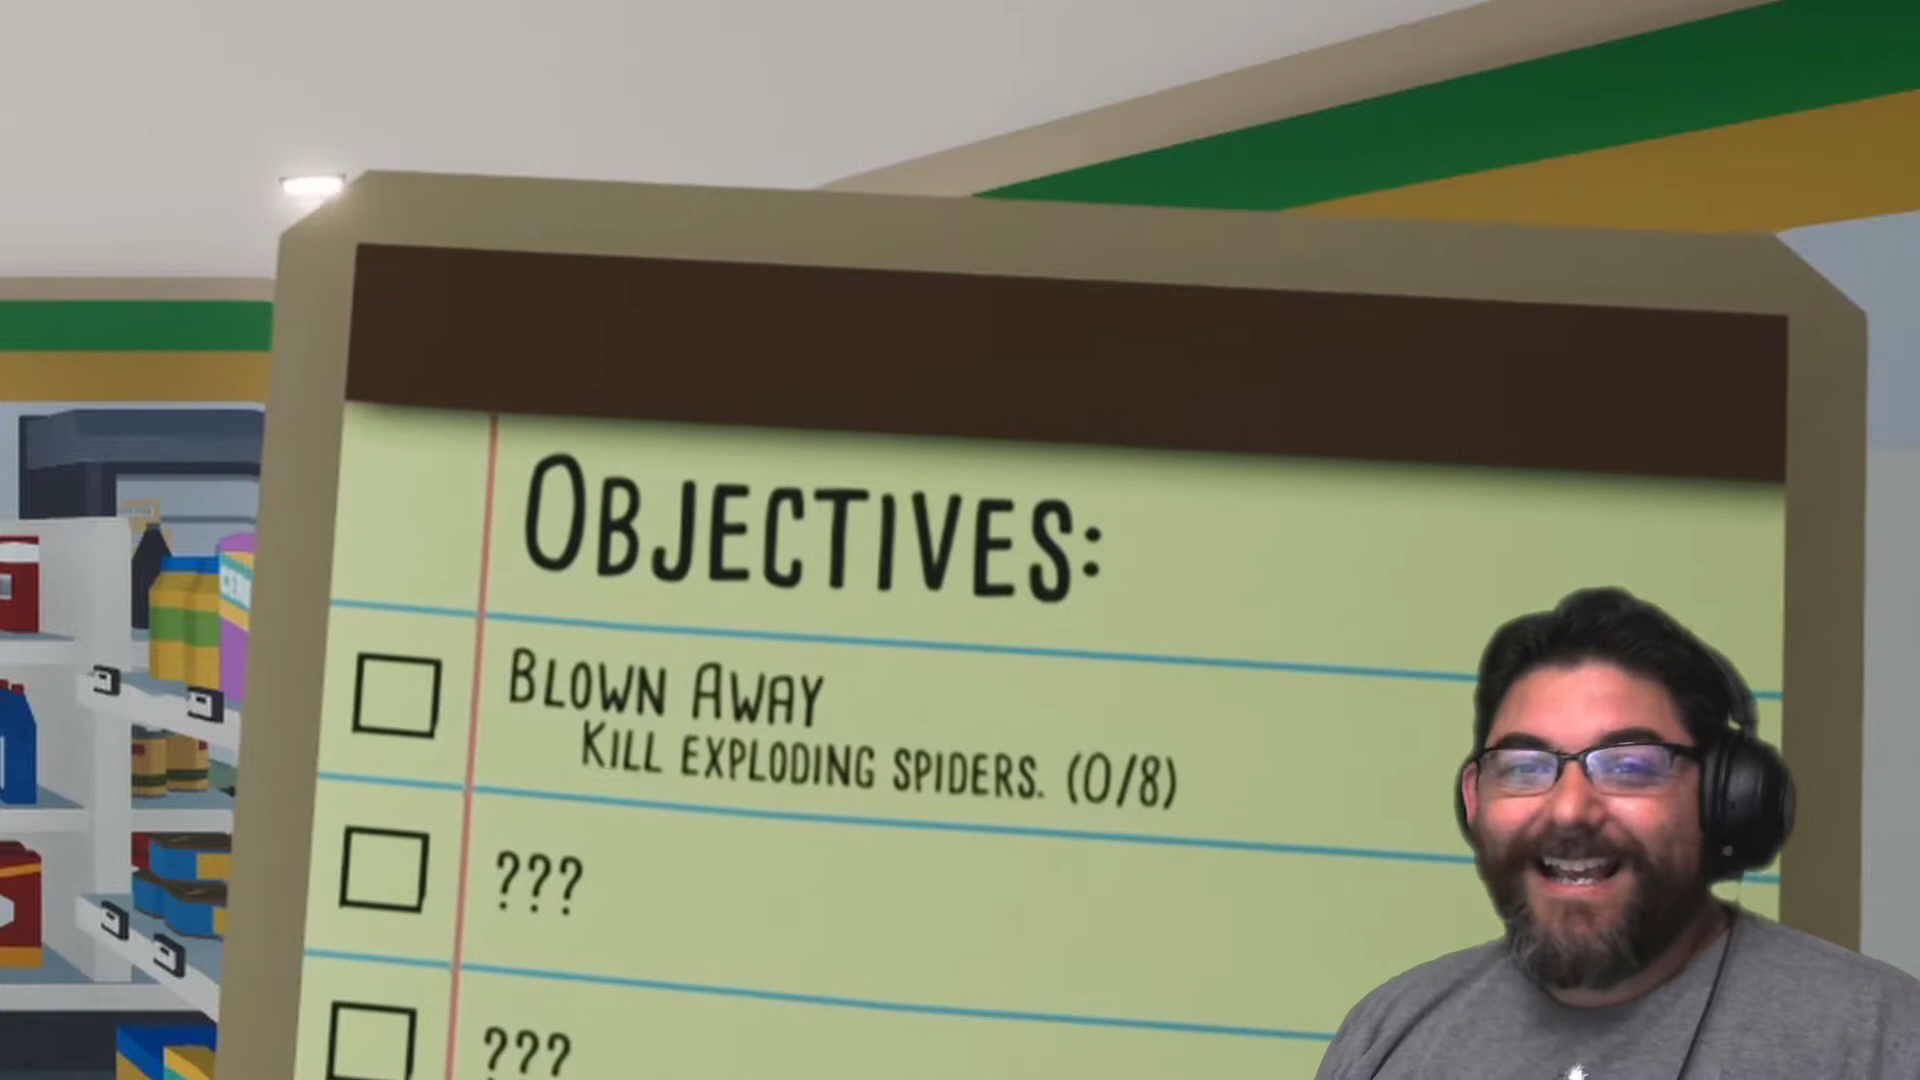 OBJECTIVES:
BLOWN AWAY
KILL EXPLODING SPIDERS. (0/8)
???
???